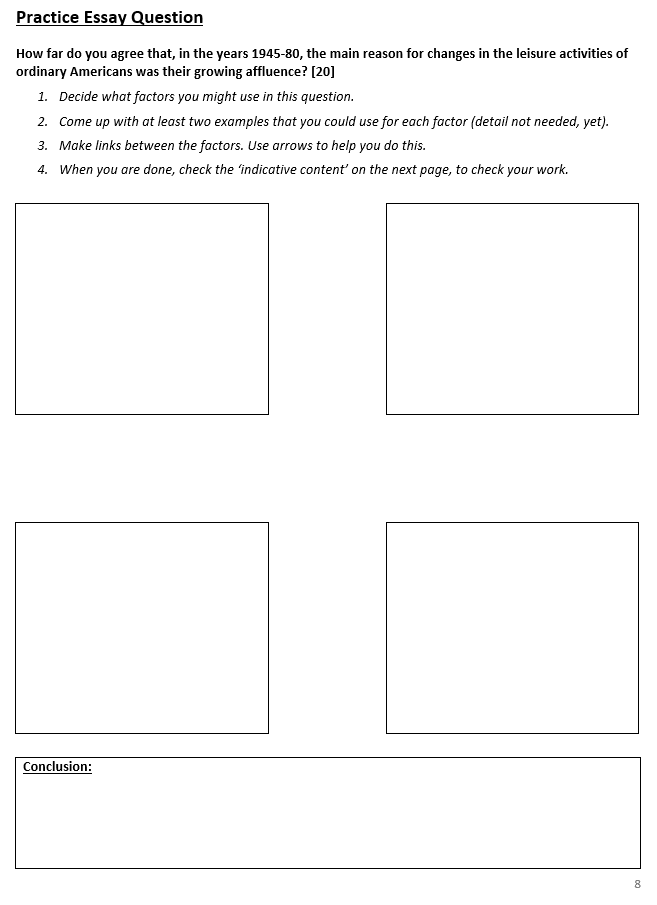 Practice Essay Question
How far do you agree that, in the years 1945-80, the main reason for changes in the leisure activities of
ordinary Americans was their growing affluence? [20]
1. Decide what factors you might use in this question.
2. Come up with at least two examples that you could use for each factor (detail not needed, yet).
3. Make links between the factors. Use arrows to help you do this.
4. When you are done, check the ‘indicative content’ on the next page, to check your work.
Conclusion:
8